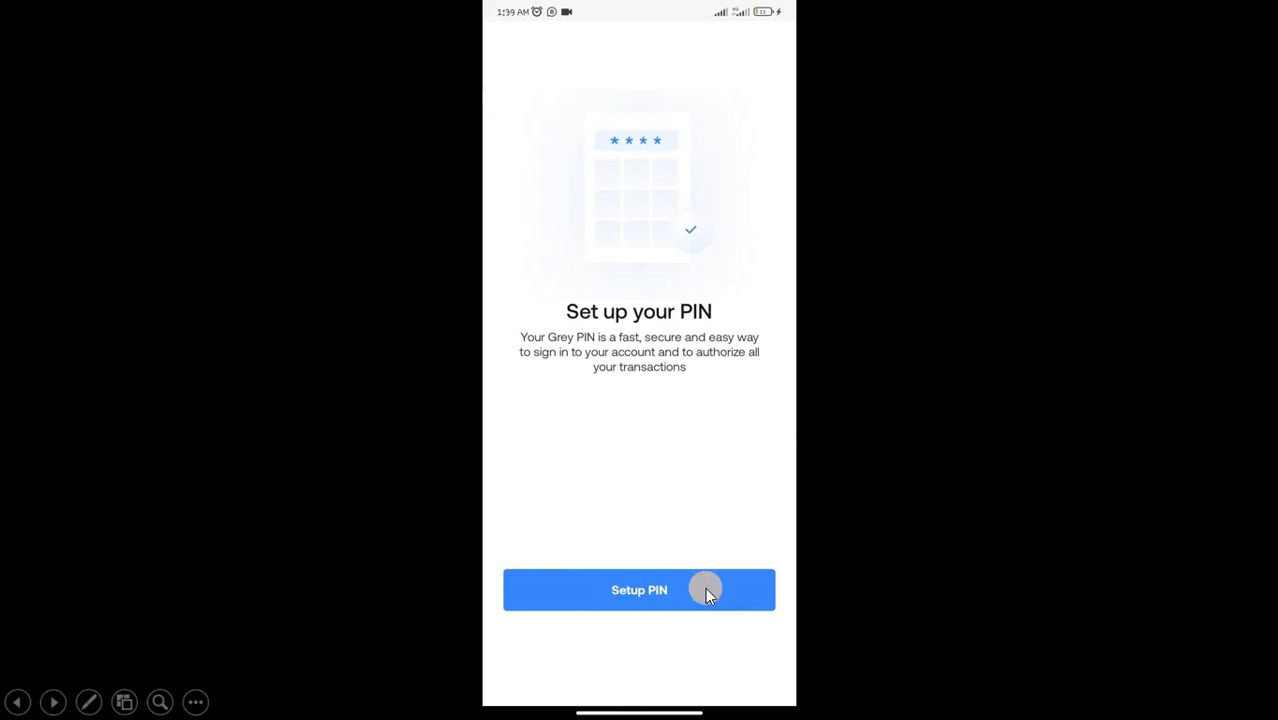 1:39 AM
* * * *
Set up your PIN
Your Grey PIN is a fast, secure and easy way
to sign in to your account and to authorize all
your transactions
Setup PIN